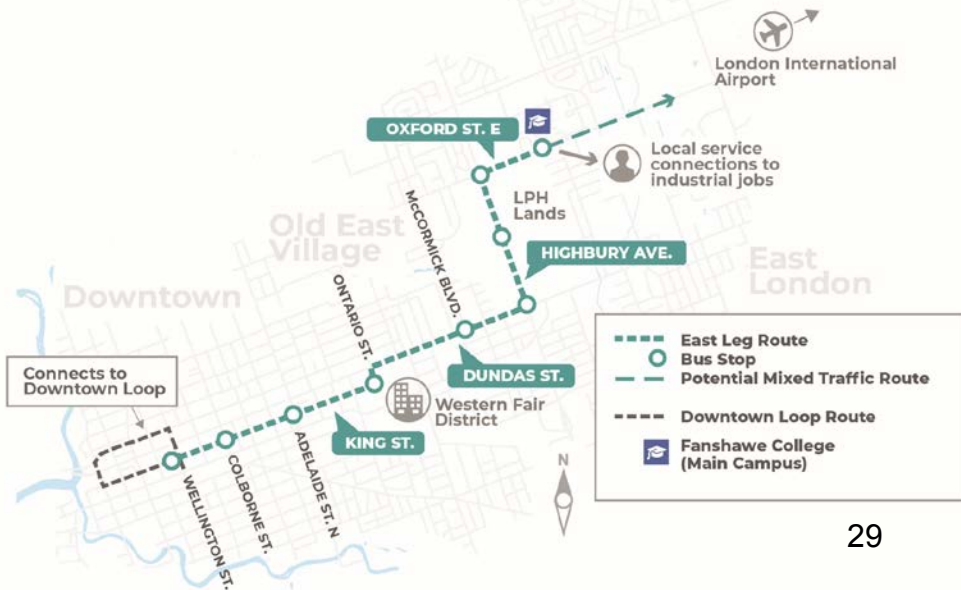 London International
Airport
OXFORD ST. E
Local service
connections to
industrial jobs
LPH
Lands
McCORMICK BLVD.
Old East
Village
HIGHBURY AVE.
East
London
Downtown
ONTARIO ST.
DUNDAS ST.
Connects to
Downtown Loop
Western Fair
District
KING ST.
ADELAIDE ST. N
COLBORNE ST.
WELLINGTON ST.
N
East Leg Route
Bus Stop
Potential Mixed Traffic Route
Downtown Loop Route
Fanshawe College
(Main Campus)
29